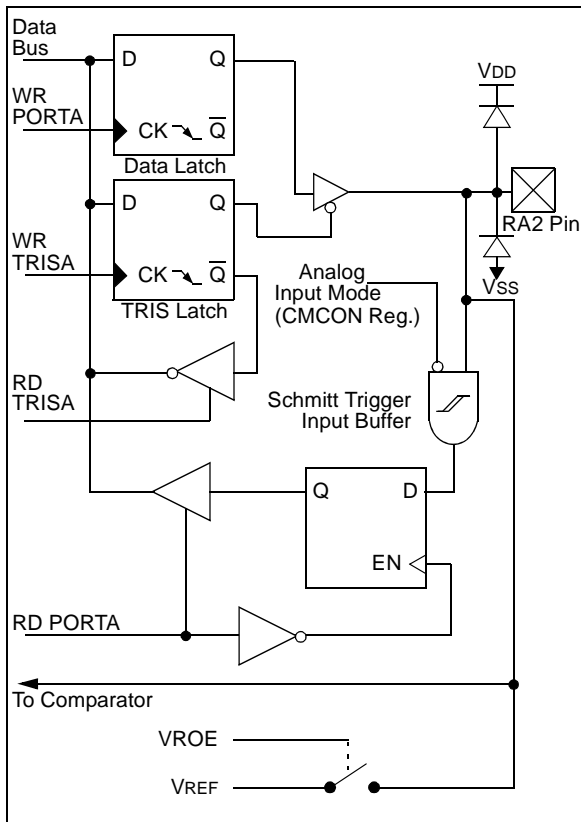 Data
Bus
D
Q
VDD
WR
PORTA
CK
Q
Data Latch
D
Q
RA2 Pin
WR
TRISA
CK
Q
TRIS Latch
Analog
Input Mode
(CMCON Reg.)
VSS
RD
TRISA
Schmitt Trigger
Input Buffer
Q
D
EN
RD PORTA
To Comparator
VROE
VREF